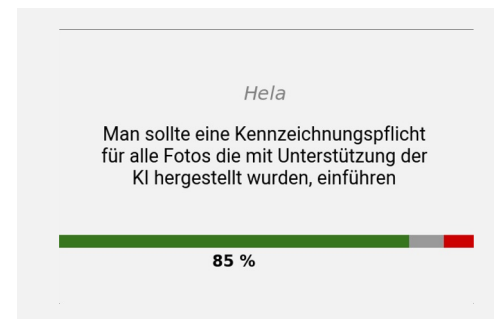 Hela
Man sollte eine Kennzeichnungspflicht
für alle Fotos die mit Unterstützung der
KI hergestellt wurden, einführen
85 %